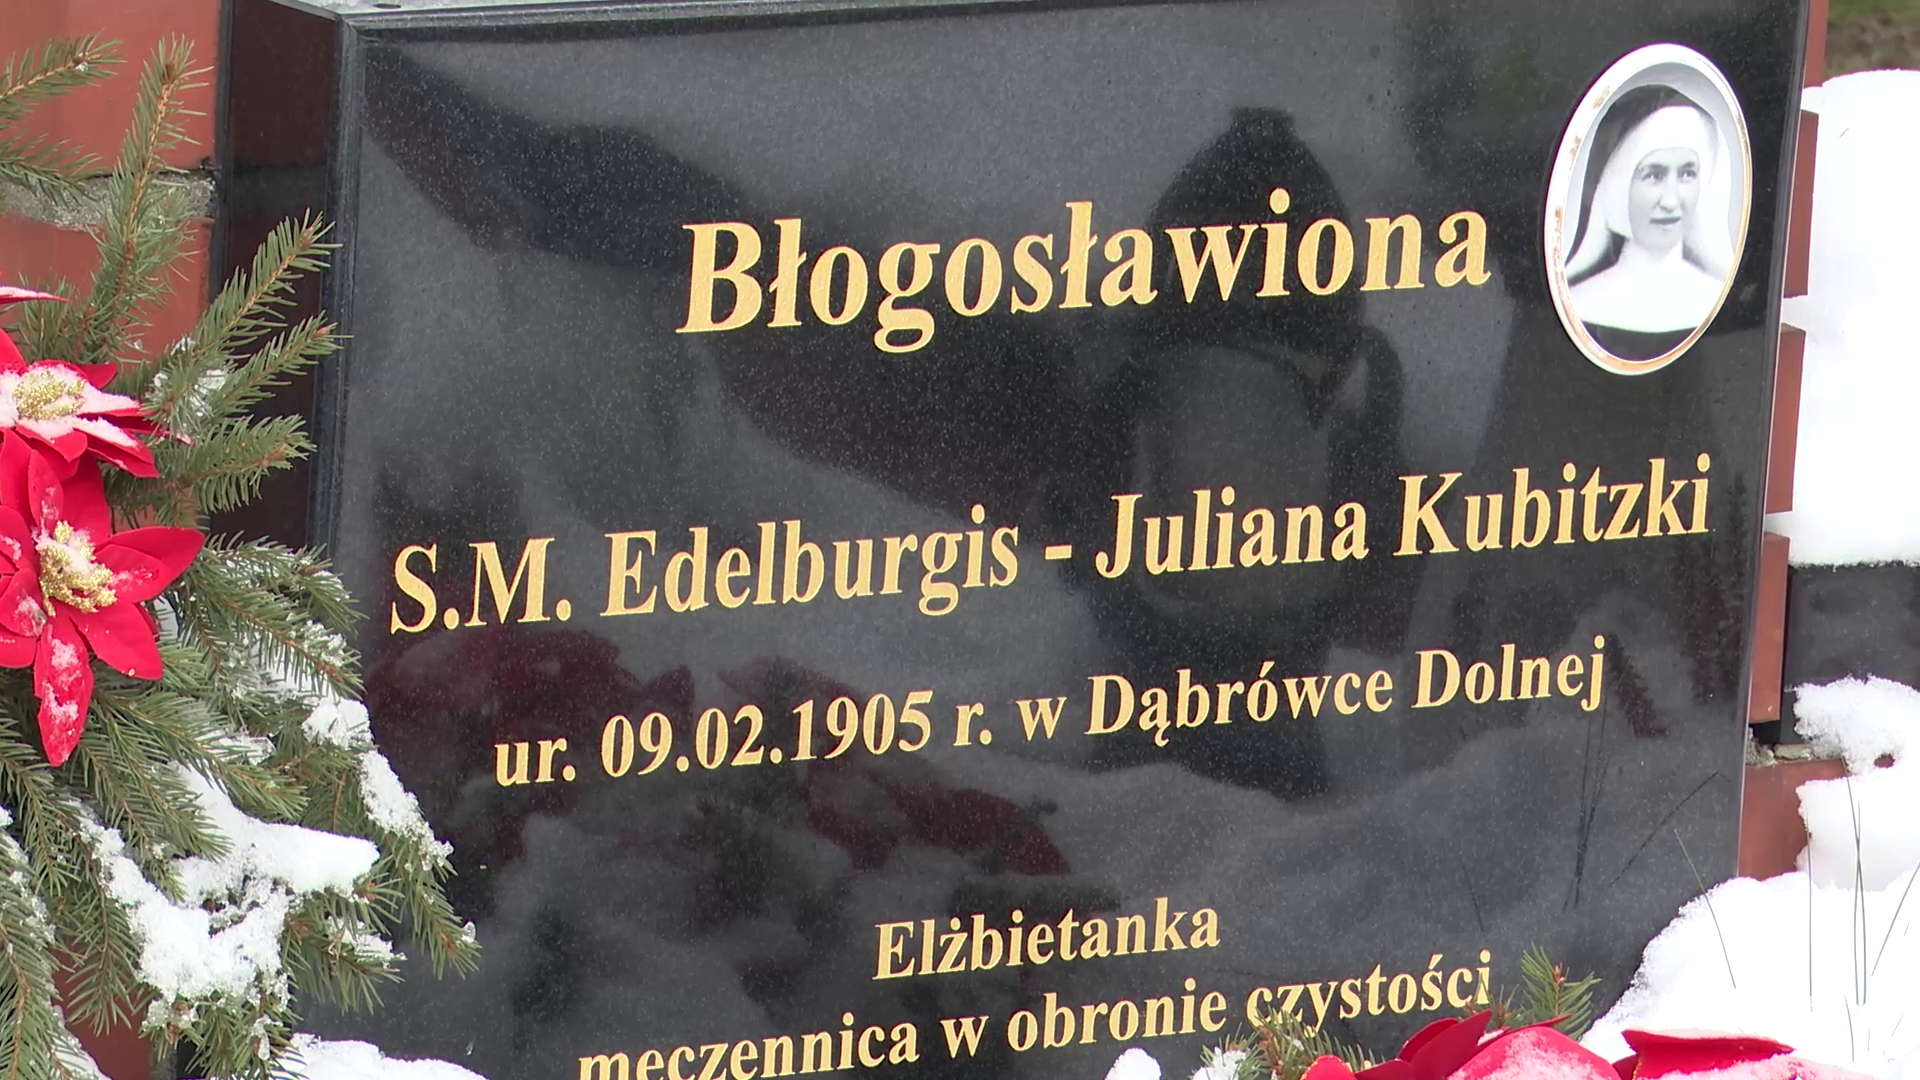 Błogosławiona
S.M. Edelburgis - Juliana Kubitzki
ur. 09.02.1905 r. w Dąbrówce Dolnej
Elżbietanka
męczennica w obronie czystości